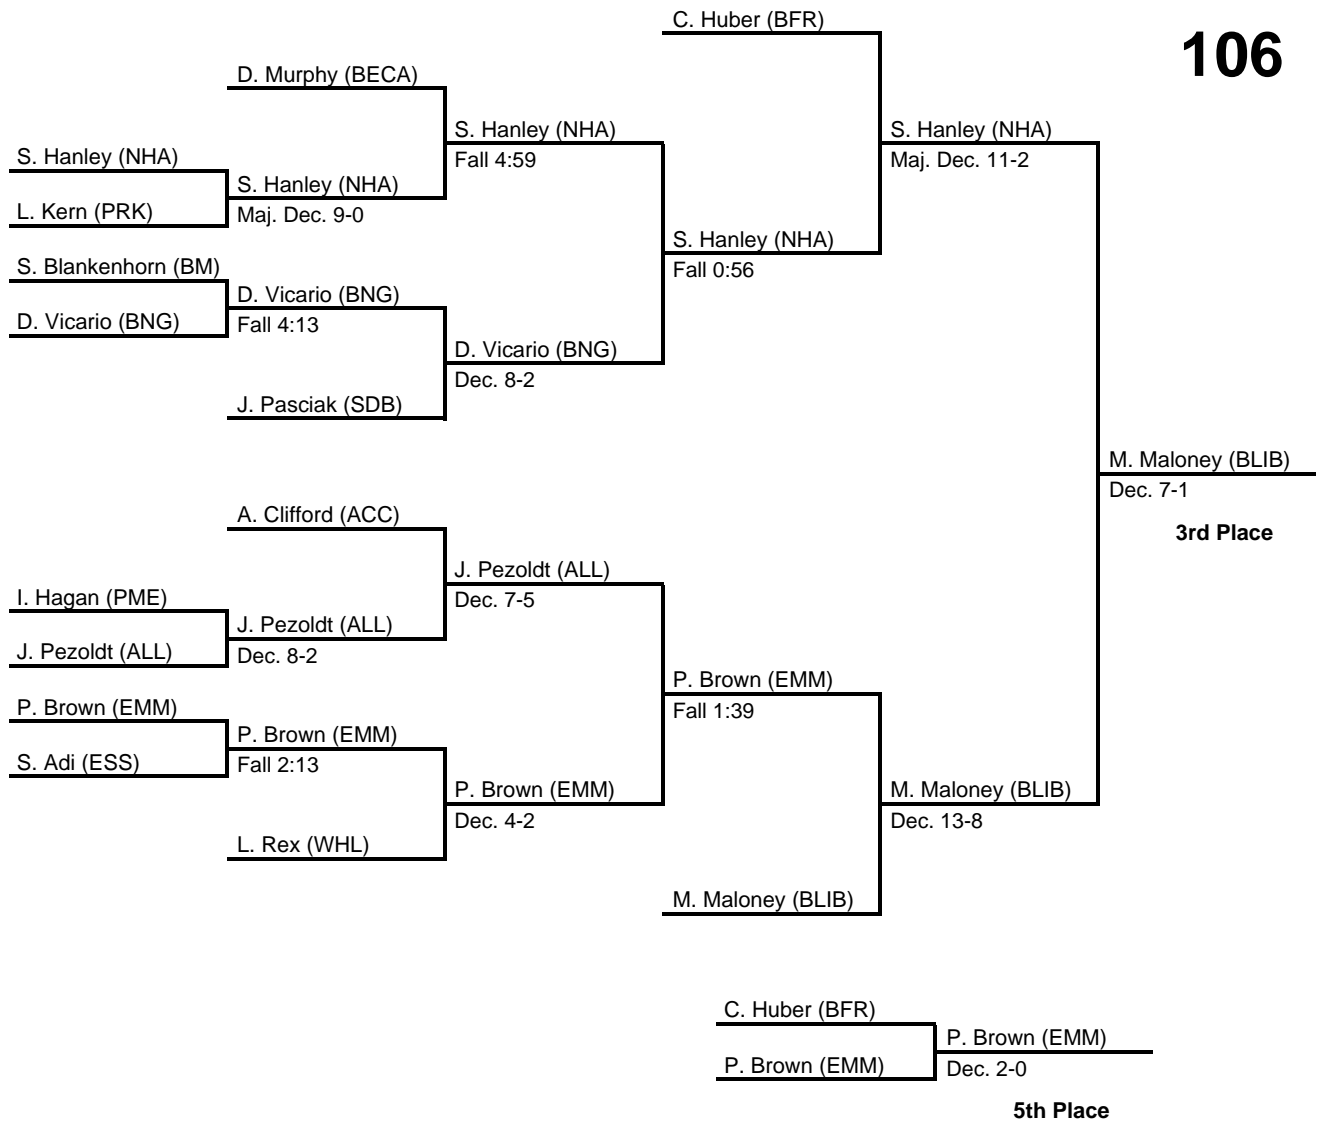 C. Huber (BFR)
106
D. Murphy (BECA)
S. Hanley (NHA)
S. Hanley (NHA)
Fall 4:59
Maj. Dec. 11-2
S. Hanley (NHA)
S. Hanley (NHA)
L. Kern (PRK)
Maj. Dec. 9-0
S. Hanley (NHA)
Fall 0:56
S. Blankenhorn (BM)
D. Vicario (BNG)
D. Vicario (BNG)
Fall 4:13
D. Vicario (BNG)
Dec. 8-2
J. Pasciak (SDB)
M. Maloney (BLIB)
Dec. 7-1
3rd Place
A. Clifford (ACC)
J. Pezoldt (ALL)
Dec. 7-5
I. Hagan (PME)
J. Pezoldt (ALL)
J. Pezoldt (ALL)
Dec. 8-2
P. Brown (EMM)
Fall 1:39
P. Brown (EMM)
P. Brown (EMM)
S. Adi (ESS)
Fall 2:13
P. Brown (EMM)
Dec. 4-2
M. Maloney (BLIB)
Dec. 13-8
L. Rex (WHL)
M. Maloney (BLIB)
C. Huber (BFR)
P. Brown (EMM)
P. Brown (EMM)
Dec. 2-0
5th Place